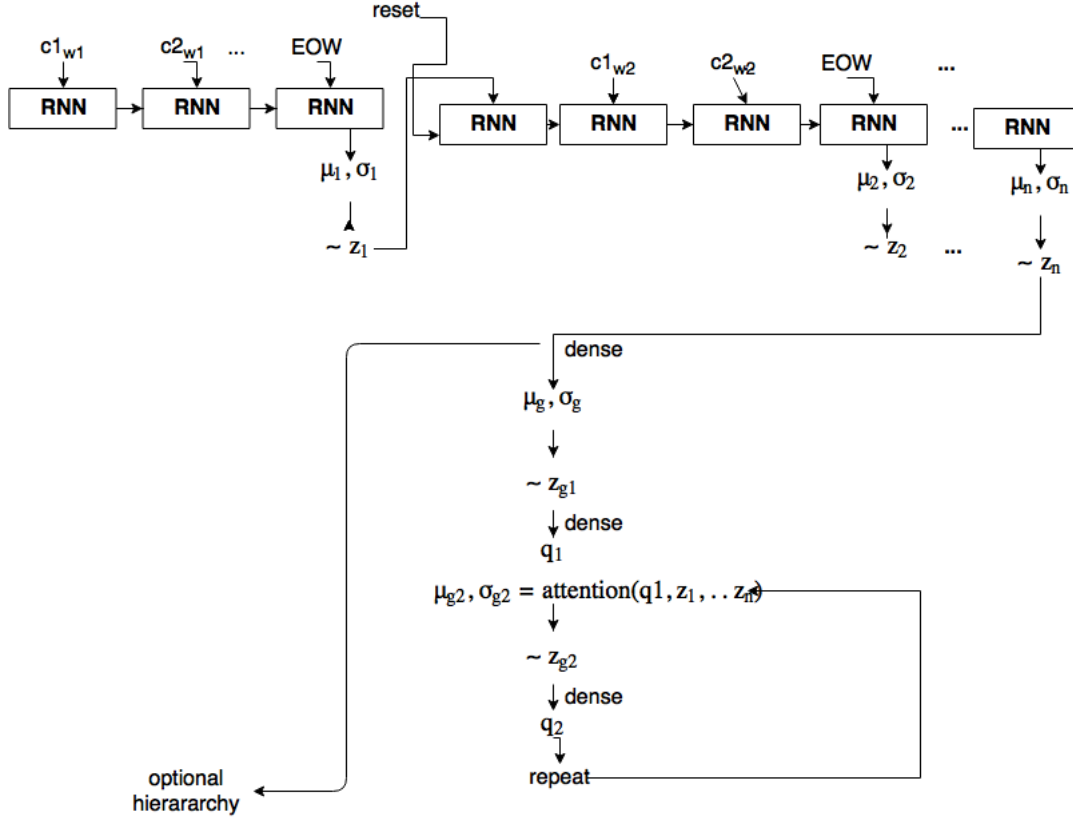 reset
c1w1 c2w1 ... EOW
c1w2 c2w2 EOW ...
RNN RNN RNN
RNN RNN RNN RNN ... RNN
μ1, σ1
μ2, σ2 μn, σn
~ z1 ~ z2 ... ~ zn
dense
μg, σg
~ zg1
dense
q1
μg2, σg2 = attention(q1, z1, . . zn)
~ zg2
dense
q2
repeat
optional
hierararchy